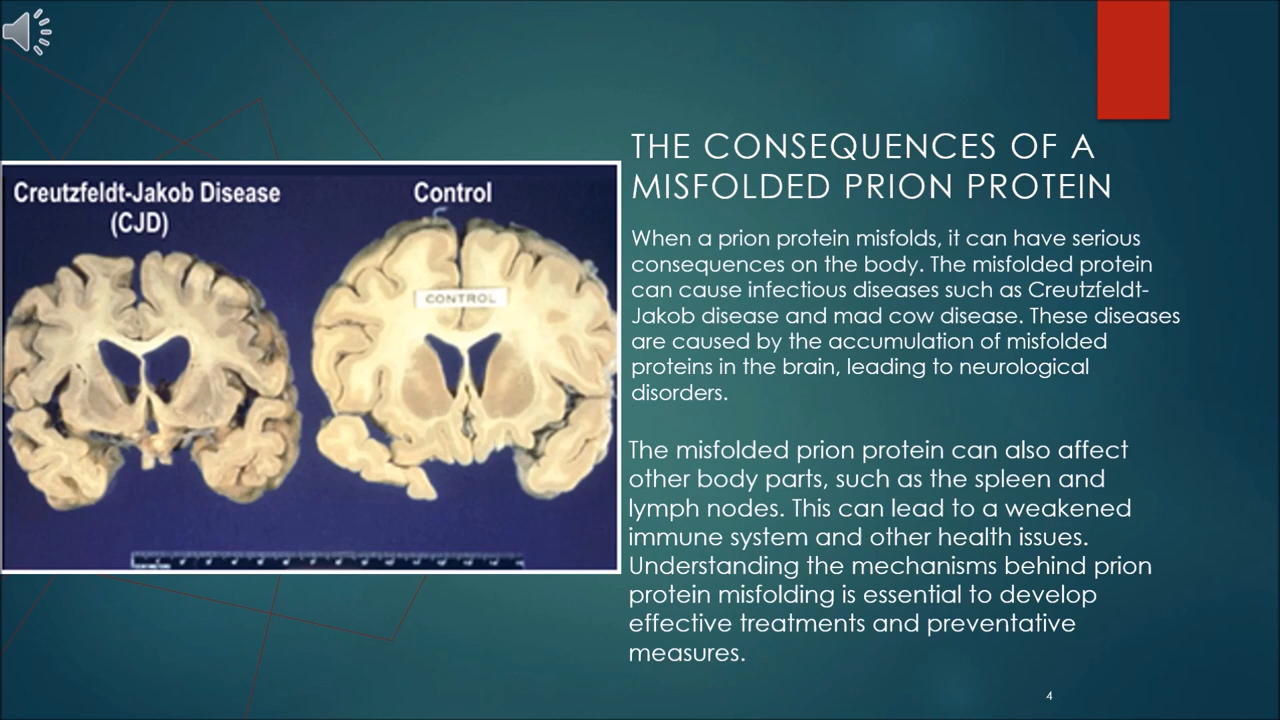 Creutzfeldt-Jakob Disease
(CJD)
Control
CONTROL
THE CONSEQUENCES OF A
MISFOLDED PRION PROTEIN
When a prion protein misfolds, it can have serious
consequences on the body. The misfolded protein
can cause infectious diseases such as Creutzfeldt-
Jakob disease and mad cow disease. These diseases
are caused by the accumulation of misfolded
proteins in the brain, leading to neurological
disorders.
The misfolded prion protein can also affect
other body parts, such as the spleen and
lymph nodes. This can lead to a weakened
immune system and other health issues.
Understanding the mechanisms behind prion
protein misfolding is essential to develop
effective treatments and preventative
measures.
4